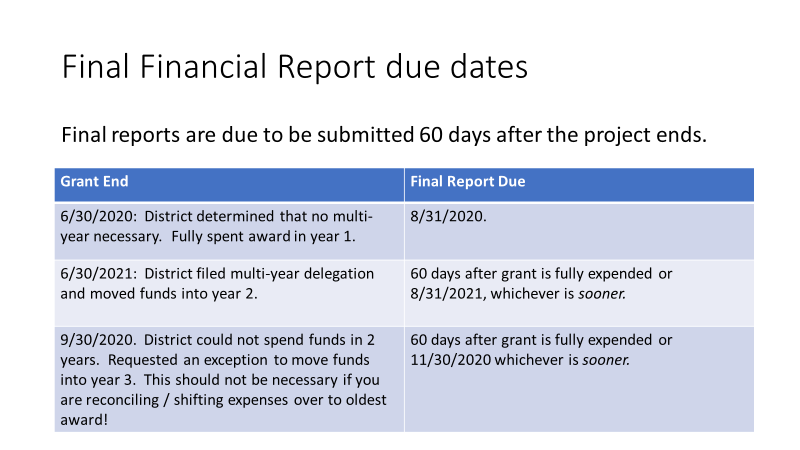 Final Financial Report due dates
Final reports are due to be submitted 60 days after the project ends.
Grant End
Final Report Due
6/30/2020:  District determined that no multi-
year necessary.  Fully spent award in year 1.
8/31/2020.
6/30/2021:  District filed multi-year delegation
and moved funds into year 2.
60 days after grant is fully expended or
8/31/2021, whichever is sooner.
9/30/2020.  District could not spend funds in 2
years.  Requested an exception to move funds
into year 3.  This should not be necessary if you
are reconciling / shifting expenses over to oldest
award!
60 days after grant is fully expended or
11/30/2020 whichever is sooner.